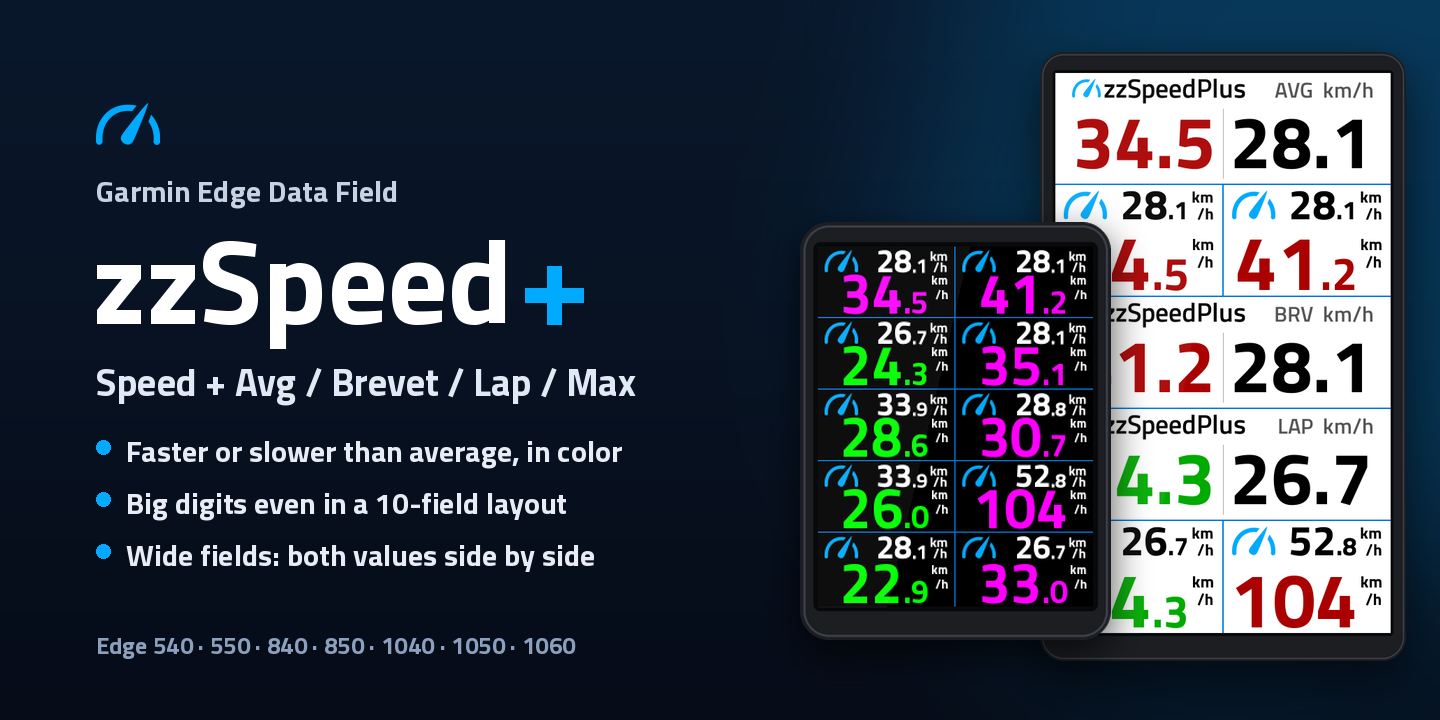 Garmin Edge Data Field
zzSpeed+
Speed + Avg / Brevet / Lap / Max
Faster or slower than average, in color
Big digits even in a 10-field layout
Wide fields: both values side by side
Edge 540 · 550 · 840 · 850 · 1040 · 1050 · 1060
28.1 km/h 28.1 km/h
34.5 km/h 41.2 km/h
26.7 km/h 28.1 km/h
24.3 km/h 35.1 km/h
33.9 km/h 28.8 km/h
28.6 km/h 30.7 km/h
33.9 km/h 52.8 km/h
26.0 km/h 104 km/h
28.1 km/h 26.7 km/h
22.9 km/h 33.0 km/h
zzSpeedPlus AVG km/h
34.5 28.1
28.1 km/h 28.1 km/h
4.5 km/h 41.2 km/h
zzSpeedPlus BRV km/h
1.2 28.1
zzSpeedPlus LAP km/h
4.3 26.7
26.7 km/h 52.8 km/h
4.3 km/h 104 km/h